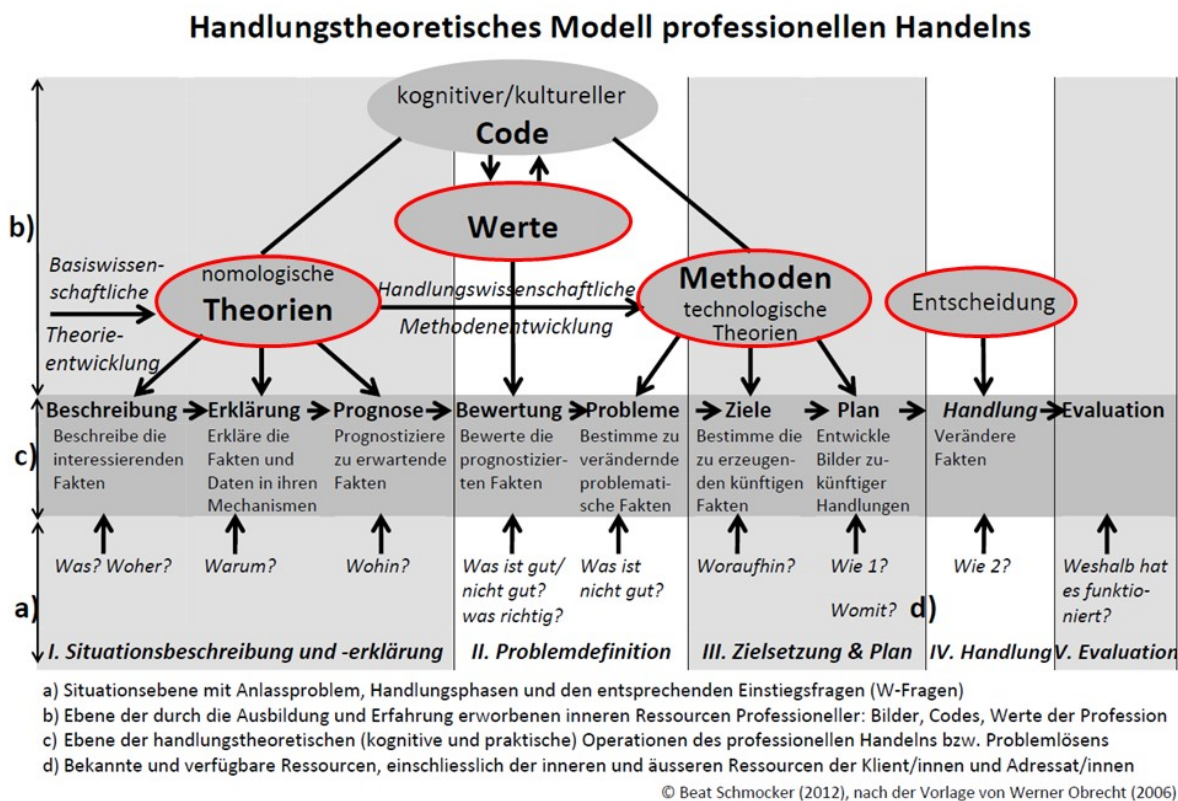 Handlungstheoretisches Modell professionellen Handelns
kognitiver/kultureller
Code
Werte
b)
Basiswissen-
schaftliche
Theorie-
entwicklung
nomologische
Theorien
Handlungswissenschaftliche
Methodenentwicklung
Methoden
technologische
Theorien
Entscheidung
c)
Beschreibung
Beschreibe die
interessierenden
Fakten
Erklärung
Erkläre die
Fakten und
Daten in ihren
Mechanismen
Prognose
Prognostiziere
zu erwartende
Fakten
Bewertung
Bewerte die
prognostizier-
ten Fakten
Probleme
Bestimme zu
verändernde
problemati-
sche Fakten
Ziele
Bestimme die
zu erzeugen-
den künftigen
Fakten
Plan
Entwickle
Bilder zu-
künftiger
Handlungen
Handlung
Verändere
Fakten
Evaluation
a)
Was? Woher?
Warum?
Wohin?
Was ist gut/
nicht gut?
was richtig?
Was ist
nicht gut?
Woraufhin?
Wie 1?
Womit?
d)
Wie 2?
Weshalb hat
es funktio-
niert?
I. Situationsbeschreibung und -erklärung
II. Problemdefinition
III. Zielsetzung & Plan
IV. Handlung
V. Evaluation
a) Situationsebene mit Anlassproblem, Handlungsphasen und den entsprechenden Einstiegsfragen (W-Fragen)
b) Ebene der durch die Ausbildung und Erfahrung erworbenen inneren Ressourcen Professioneller: Bilder, Codes, Werte der Profession
c) Ebene der handlungstheoretischen (kognitive und praktische) Operationen des professionellen Handelns bzw. Problemlösens
d) Bekannte und verfügbare Ressourcen, einschliesslich der inneren und äusseren Ressourcen der Klient/innen und Adressat/innen
© Beat Schmocker (2012), nach der Vorlage von Werner Obrecht (2006)